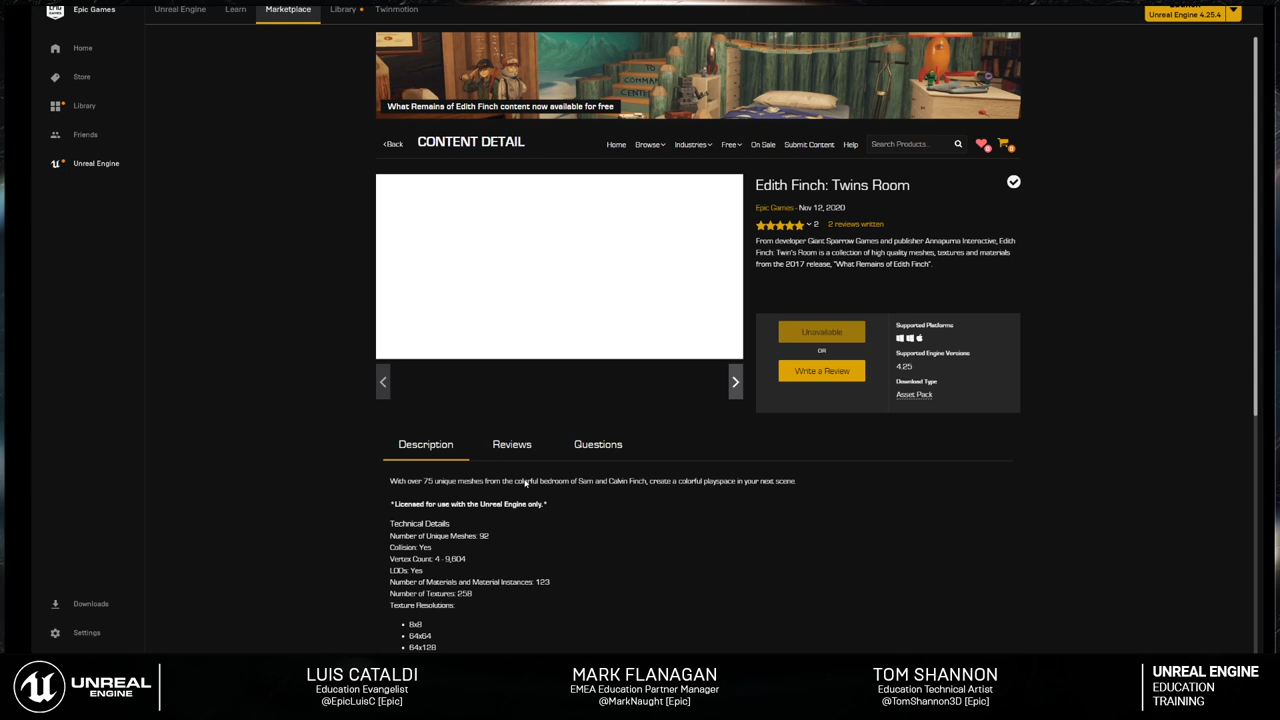 EPIC GAMES
Epic Games
Unreal Engine
Learn
Marketplace
Library
Twinmotion
Unreal Engine 4.25.4
Home
Store
Library
Friends
Unreal Engine
TO
COMMAND
CENTER
What Remains of Edith Finch content now available for free
<Back
CONTENT DETAIL
Home
Browse
Industries
Free
On Sale
Submit Content
Help
Search Products...
0
0
Edith Finch: Twins Room
Epic Games - Nov 12, 2020
2
2 reviews written
From developer Giant Sparrow Games and publisher Annapurna Interactive, Edith
Finch: Twin's Room is a collection of high quality meshes, textures and materials
from the 2017 release, "What Remains of Edith Finch".
Unavailable
OR
Write a Review
Supported Platforms
Supported Engine Versions
4.25
Download Type
Asset Pack
Description
Reviews
Questions
With over 75 unique meshes from the colorful bedroom of Sam and Calvin Finch, create a colorful playspace in your next scene.
*Licensed for use with the Unreal Engine only.*
Technical Details
Number of Unique Meshes: 92
Collision: Yes
Vertex Count: 4 - 9,604
LODs: Yes
Number of Materials and Material Instances: 123
Number of Textures: 258
Texture Resolutions:
• 8x8
• 64x64
• 64x128
Downloads
Settings
UNREAL
ENGINE
LUIS CATALDI
Education Evangelist
@EpicLuisC [Epic]
MARK FLANAGAN
EMEA Education Partner Manager
@MarkNaught [Epic]
TOM SHANNON
Education Technical Artist
@TomShannon3D [Epic]
UNREAL ENGINE
EDUCATION
TRAINING